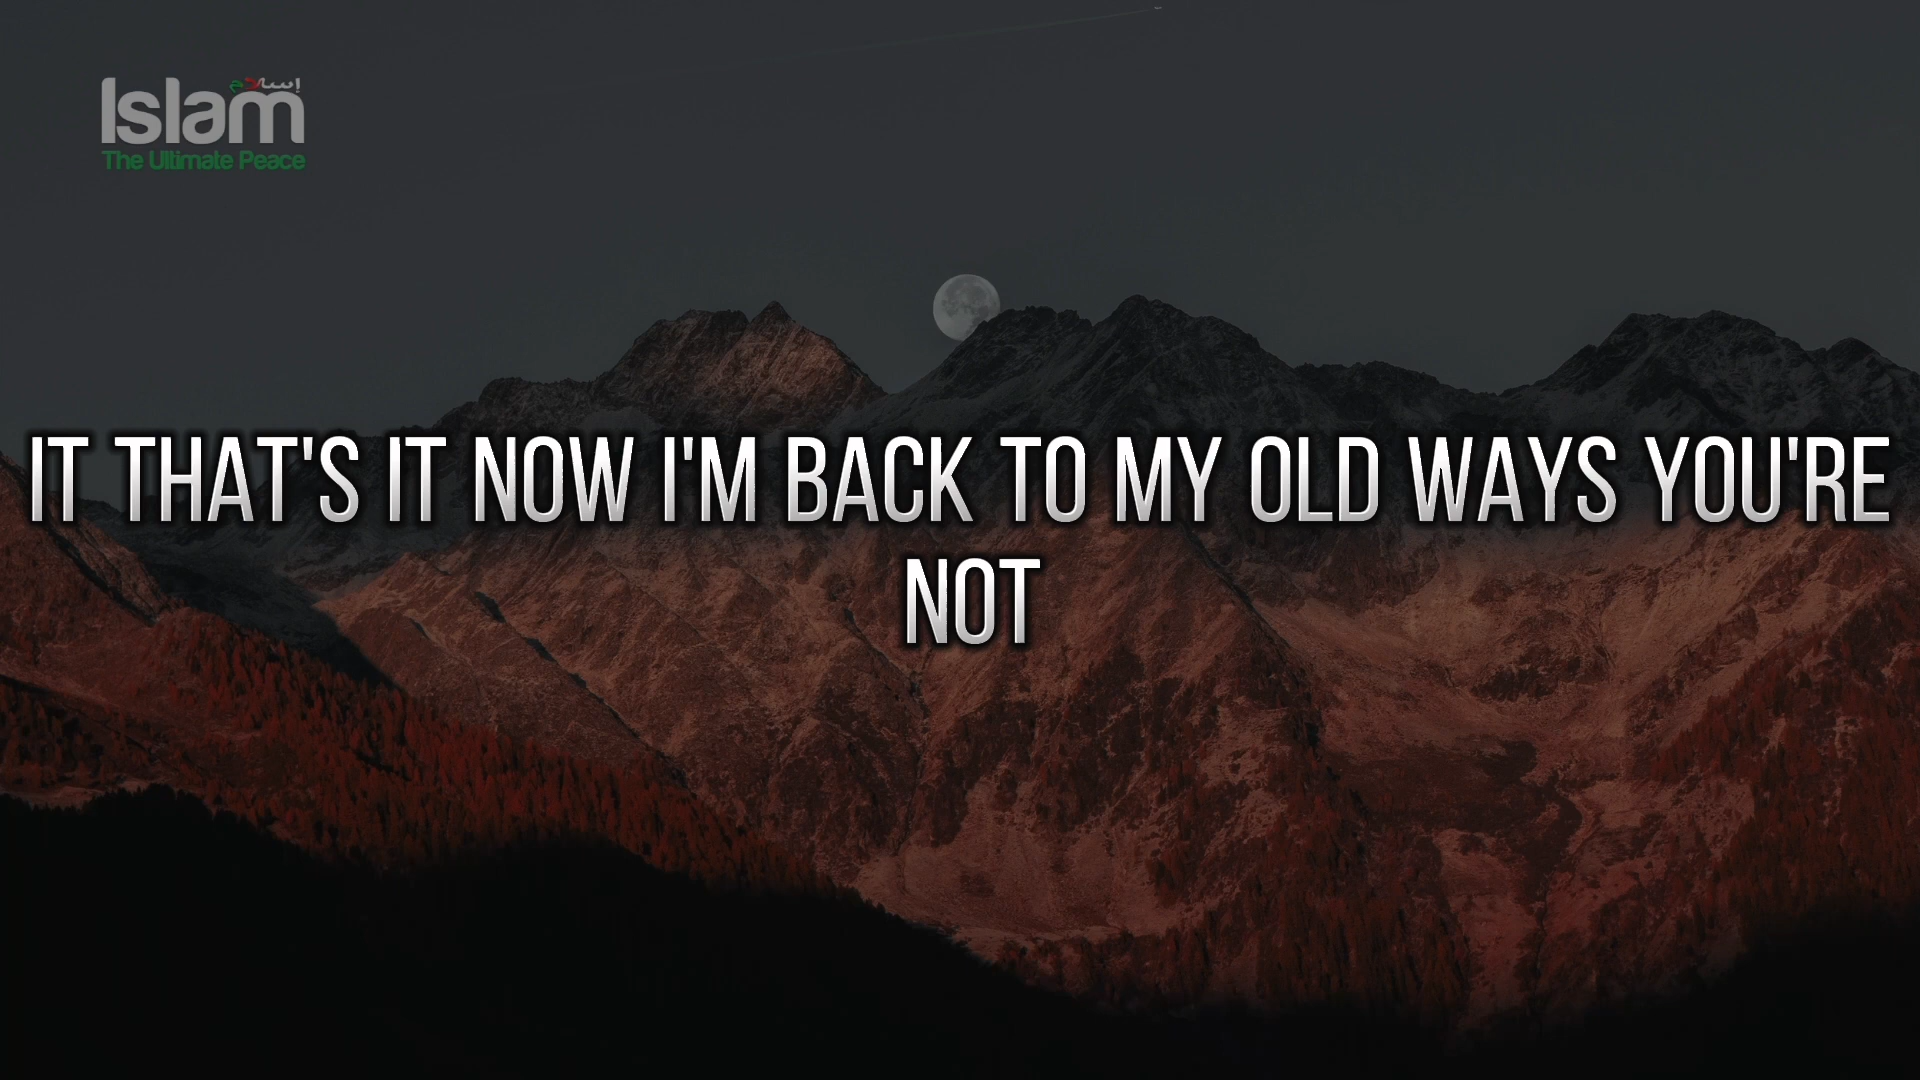 إسلام
Islam
The Ultimate Peace
IT THAT'S IT NOW I'M BACK TO MY OLD WAYS YOU'RE
NOT